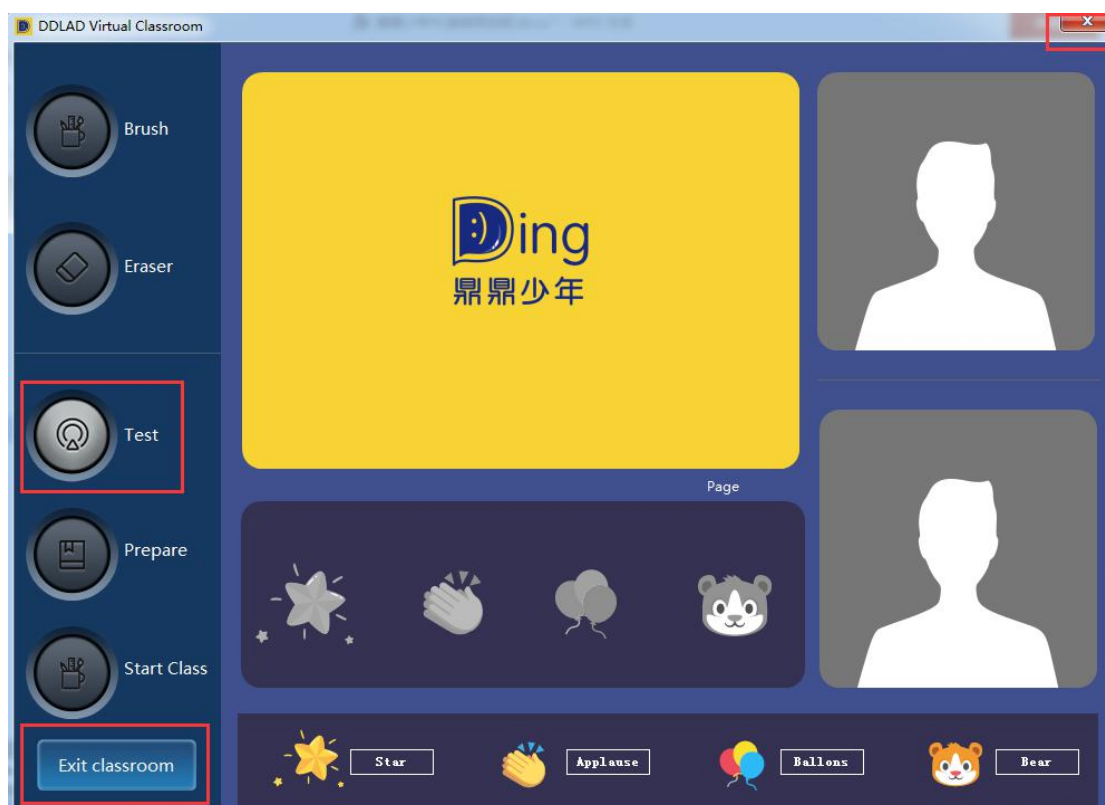 DDLAD Virtual Classroom
Brush
Eraser
Test
Prepare
Start Class
Exit classroom
Ding
鼎鼎少年
Page
Star
Applause
Ballons
Bear